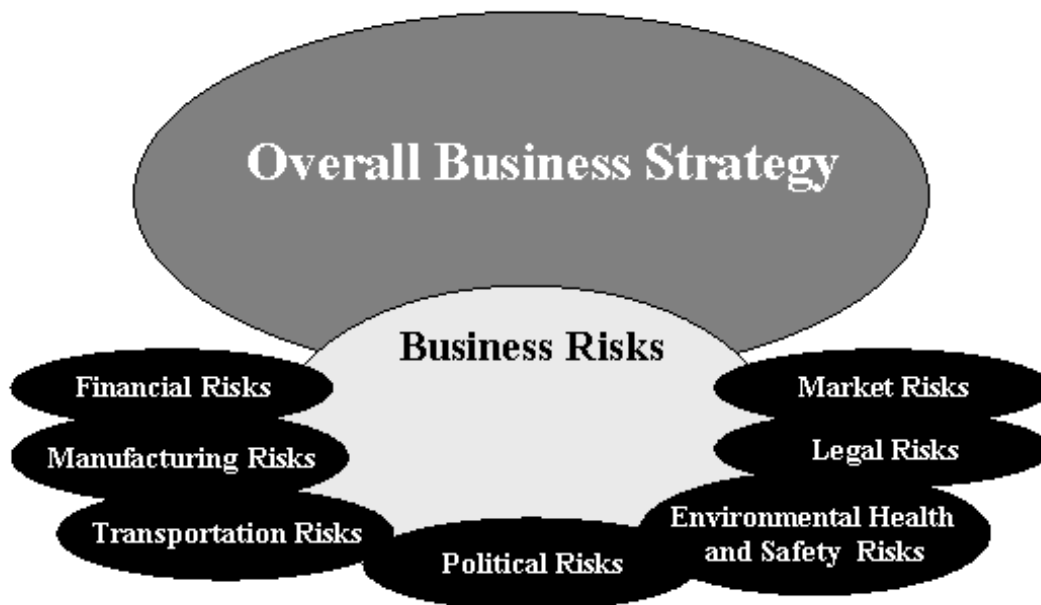 Overall Business Strategy
Business Risks
Financial Risks
Market Risks
Manufacturing Risks
Legal Risks
Transportation Risks
Environmental Health
and Safety Risks
Political Risks